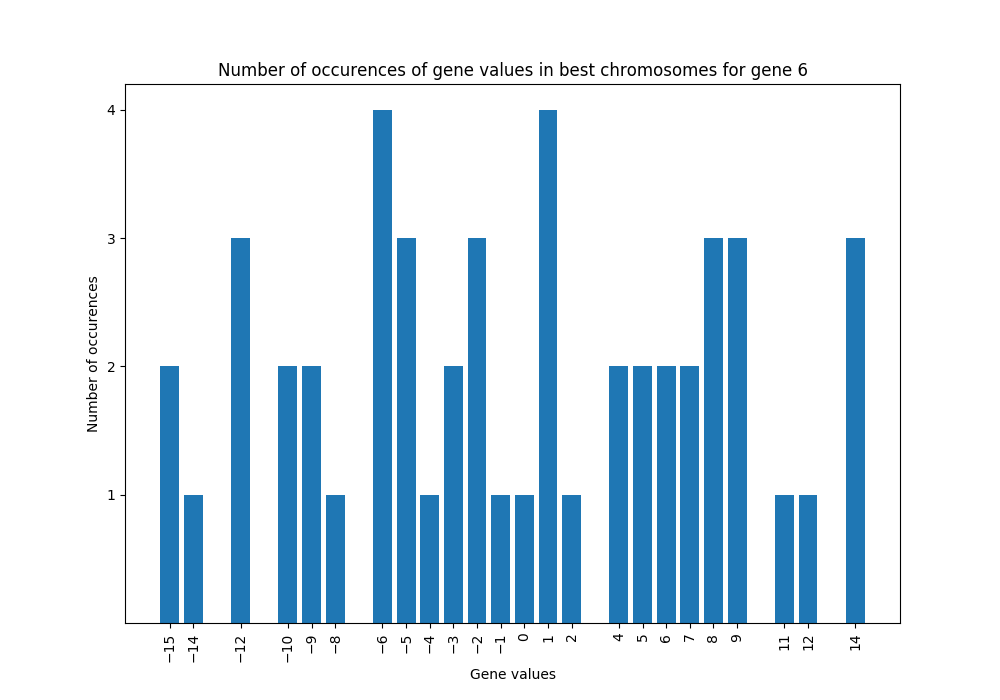 Number of occurences of gene values in best chromosomes for gene 6
4
3
2
1
Number of occurences
−15 −14 −12 −10 −9 −8 −6 −5 −4 −3 −2 −1 0 1 2 4 5 6 7 8 9 11 12 14
Gene values